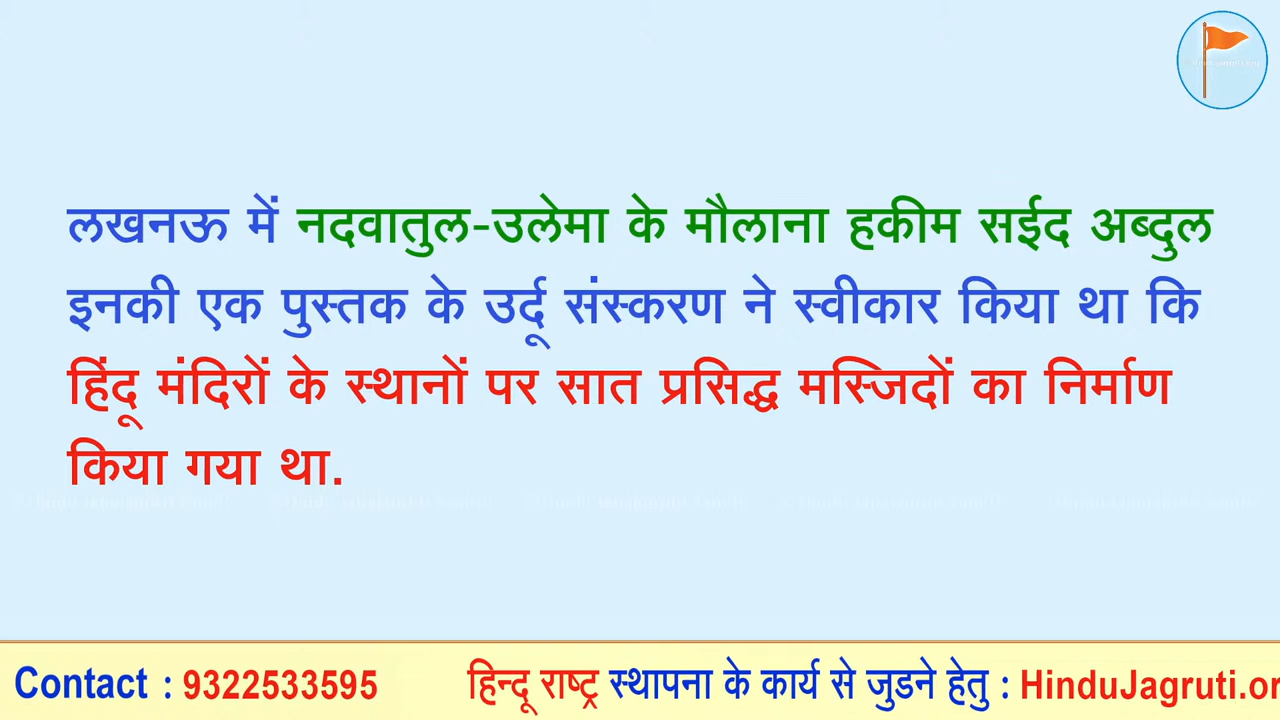 लखनऊ में नदवातुल-उलेमा के मौलाना हकीम सईद अब्दुल
इनकी एक पुस्तक के उर्दू संस्करण ने स्वीकार किया था कि
हिंदू मंदिरों के स्थानों पर सात प्रसिद्ध मस्जिदों का निर्माण
किया गया था.
Contact : 9322533595 हिन्दू राष्ट्र स्थापना के कार्य से जुडने हेतु : HinduJagruti.or